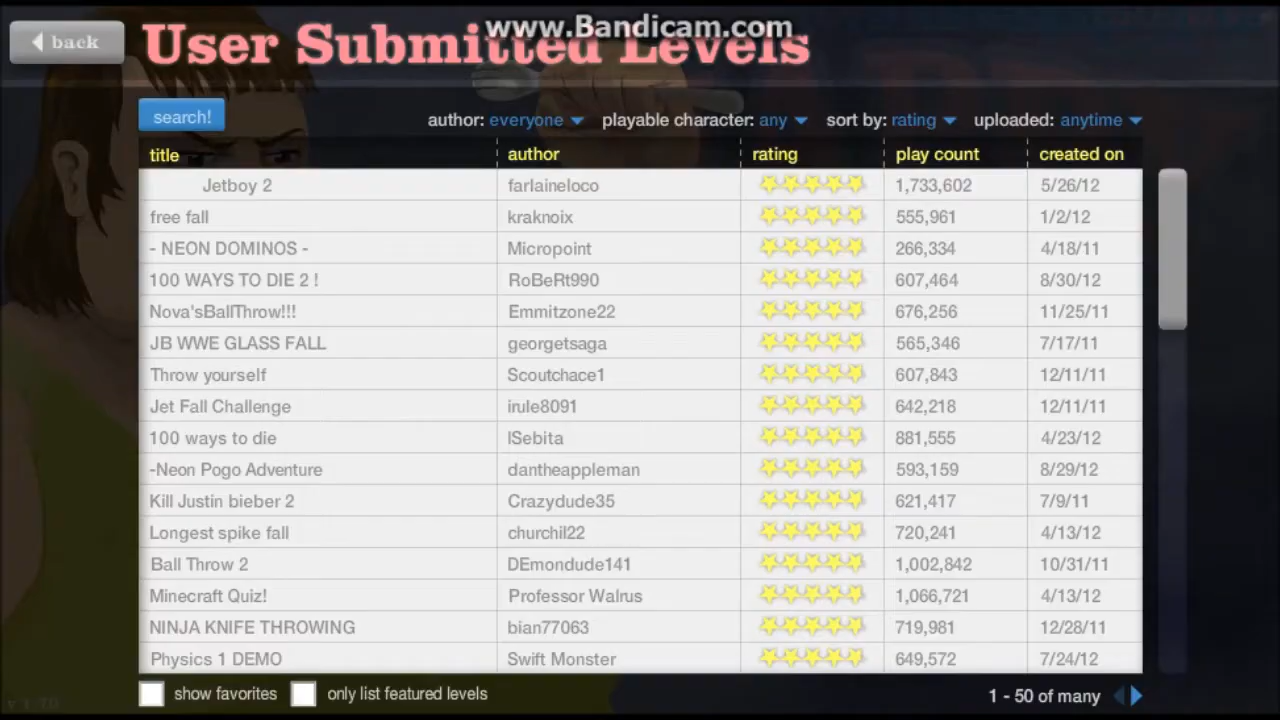 www.Bandicam.com
back
User Submitted Levels
search!
author: everyone playable character: any sort by: rating uploaded: anytime
title author rating play count created on
Jetboy 2 farlaineloco 1,733,602 5/26/12
free fall kraknoix 555,961 1/2/12
- NEON DOMINOS - Micropoint 266,334 4/18/11
100 WAYS TO DIE 2 ! RoBeRt990 607,464 8/30/12
Nova'sBallThrow!!! Emmitzone22 676,256 11/25/11
JB WWE GLASS FALL georgetsaga 565,346 7/17/11
Throw yourself Scoutchace1 607,843 12/11/11
Jet Fall Challenge irule8091 642,218 12/11/11
100 ways to die ISebita 881,555 4/23/12
-Neon Pogo Adventure dantheappleman 593,159 8/29/12
Kill Justin bieber 2 Crazydude35 621,417 7/9/11
Longest spike fall churchil22 720,241 4/13/12
Ball Throw 2 DEmondude141 1,002,842 10/31/11
Minecraft Quiz! Professor Walrus 1,066,721 4/13/12
NINJA KNIFE THROWING bian77063 719,981 12/28/11
Physics 1 DEMO Swift Monster 649,572 7/24/12
show favorites only list featured levels 1 - 50 of many
v 1.70